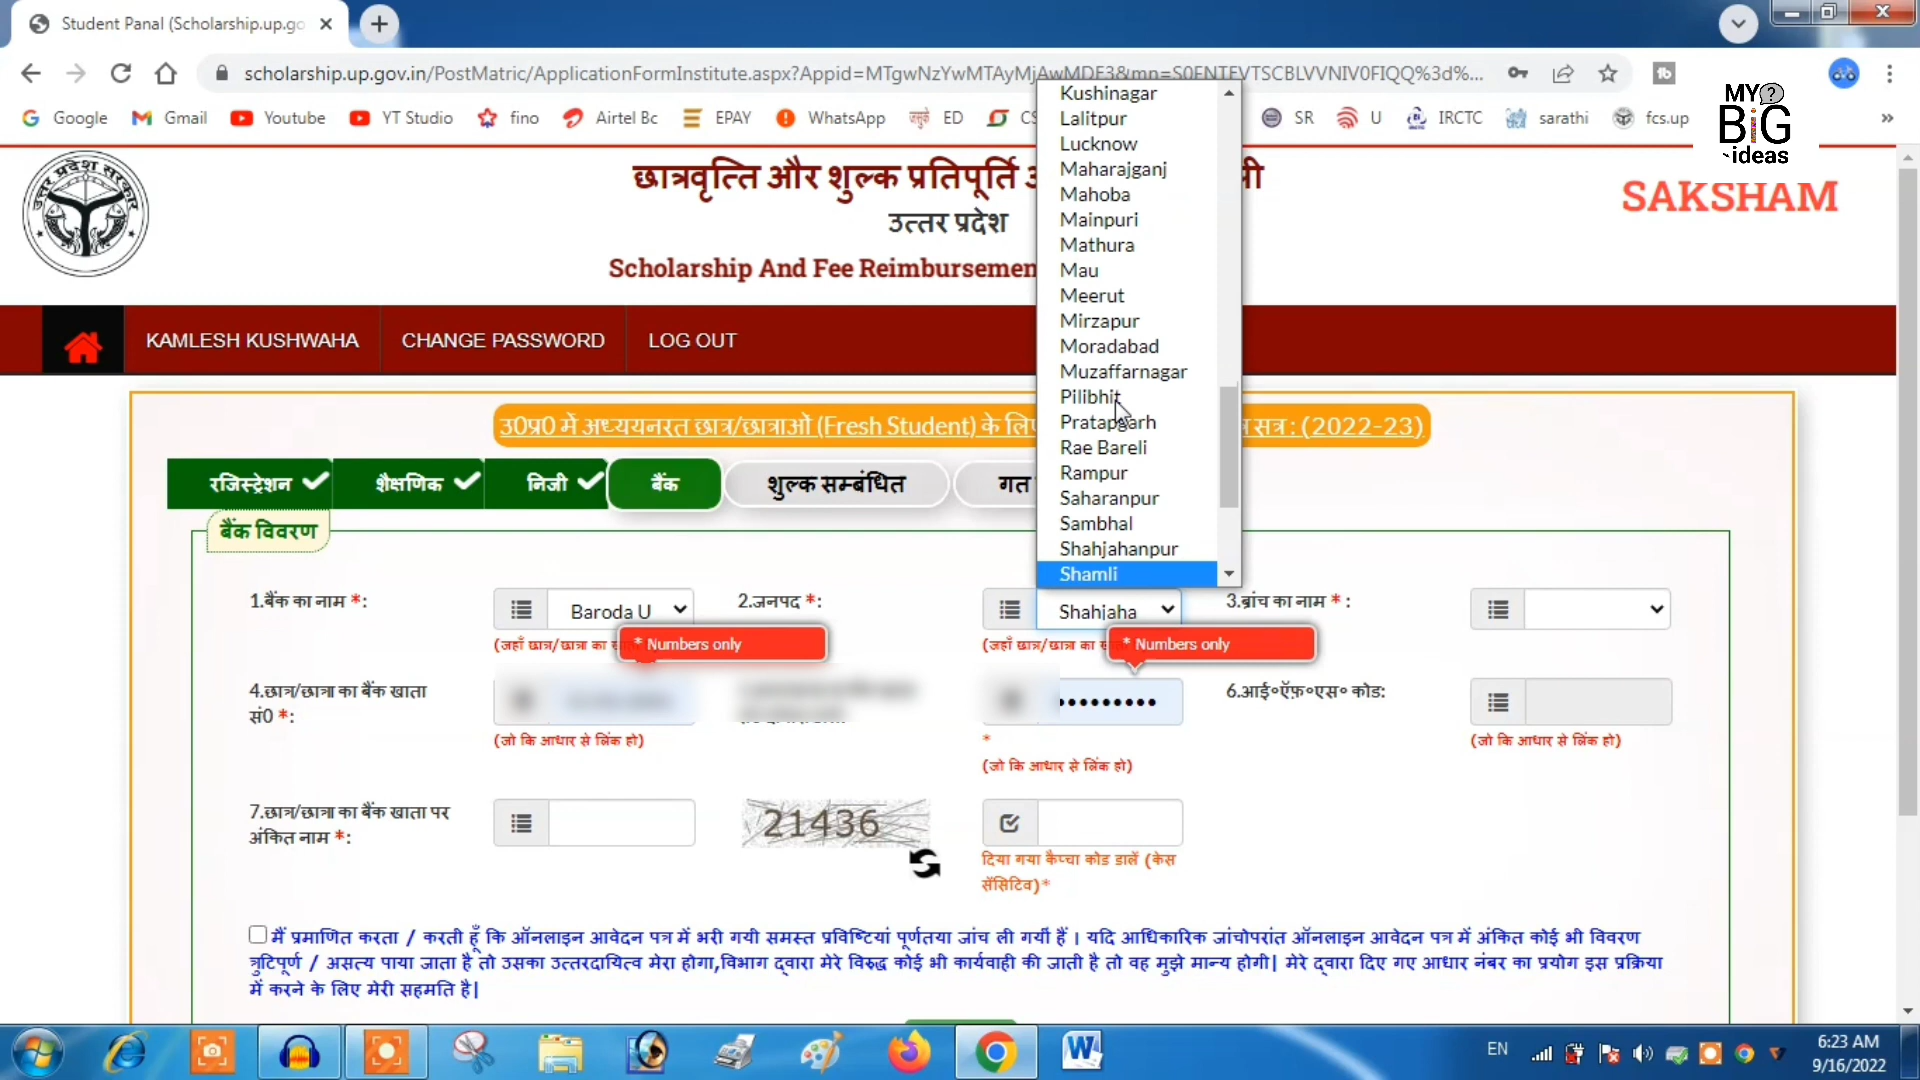 Student Panal (Scholarship.up.go
scholarship.up.gov.in/PostMatric/ApplicationFormInstitute.aspx?Appid=MTgwNzYwMTAyMjAwMDE3&mp=S0FNTEVTSCBLVVNIV0FIQQ%3d%...
Google
Gmail
Youtube
YT Studio
fino
Airtel Bc
EPAY
WhatsApp
ED
SR
U
IRCTC
sarathi
fcs.up
»
MY?
BiG
ideas
छात्रवृत्ति और शुल्क प्रतिपूर्ति
उत्तर प्रदेश
Scholarship And Fee Reimbursemen
SAKSHAM
KAMLESH KUSHWAHA
CHANGE PASSWORD
LOG OUT
Kushinagar
Lalitpur
Lucknow
Maharajganj
Mahoba
Mainpuri
Mathura
Mau
Meerut
Mirzapur
Moradabad
Muzaffarnagar
Pilibhit
Pratapgarh
Rae Bareli
Rampur
Saharanpur
Sambhal
Shahjahanpur
Shamli
उ0प्र0 में अध्ययनरत छात्र/छात्राओं (Fresh Student) के लि
सत्र : (2022-23)
रजिस्ट्रेशन
शैक्षणिक
निजी
बैंक
शुल्क सम्बंधित
गत
बैंक विवरण
1.बैंक का नाम *:
Baroda U
2.जनपद *:
Shahjaha
3.ब्रांच का नाम * :
(जहाँ छात्र/छात्रा का
* Numbers only
(जहाँ छात्र/छात्रा का
* Numbers only
4.छात्र/छात्रा का बैंक खाता
सं0 *:
(जो कि आधार से लिंक हो)
*
(जो कि आधार से लिंक हो)
6.आई॰ऍफ़॰एस॰ कोड:
(जो कि आधार से लिंक हो)
7.छात्र/छात्रा का बैंक खाता पर
अंकित नाम *:
21436
दिया गया कैप्चा कोड डालें (केस
सेंसिटिव)*
मैं प्रमाणित करता / करती हूँ कि ऑनलाइन आवेदन पत्र में भरी गयी समस्त प्रविष्टियां पूर्णतया जांच ली गयीं हैं । यदि आधिकारिक जांचोपरांत ऑनलाइन आवेदन पत्र में अंकित कोई भी विवरण
त्रुटिपूर्ण / असत्य पाया जाता है तो उसका उत्तरदायित्व मेरा होगा,विभाग द्वारा मेरे विरुद्ध कोई भी कार्यवाही की जाती है तो वह मुझे मान्य होगी| मेरे द्वारा दिए गए आधार नंबर का प्रयोग इस प्रक्रिया
में करने के लिए मेरी सहमति है|
EN
6:23 AM
9/16/2022